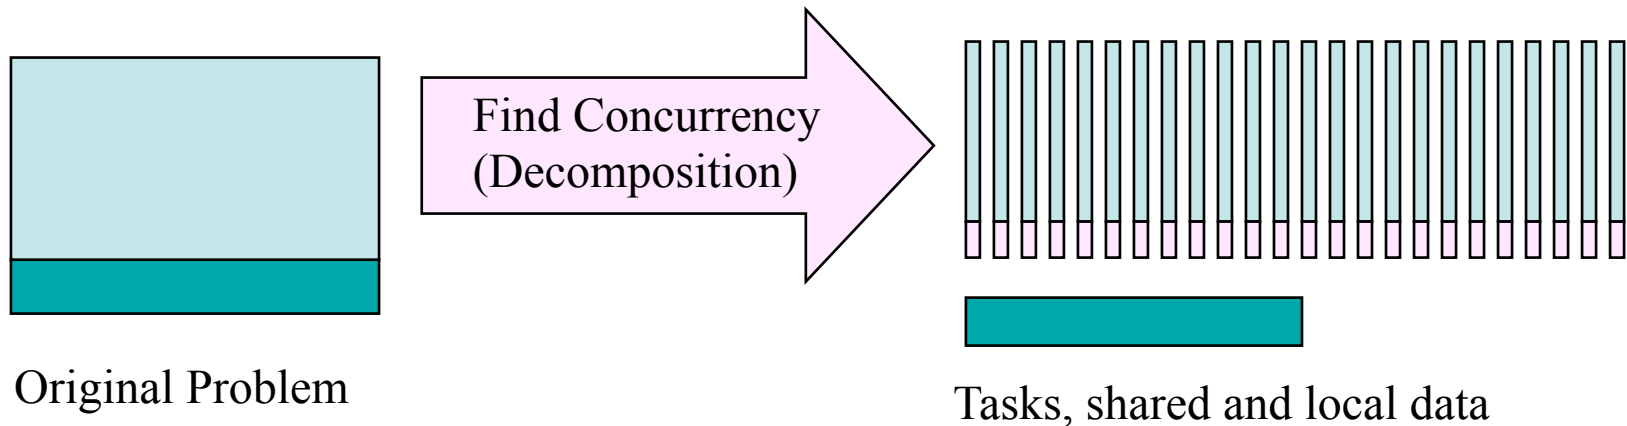 Find Concurrency
(Decomposition)
Original Problem
Tasks, shared and local data